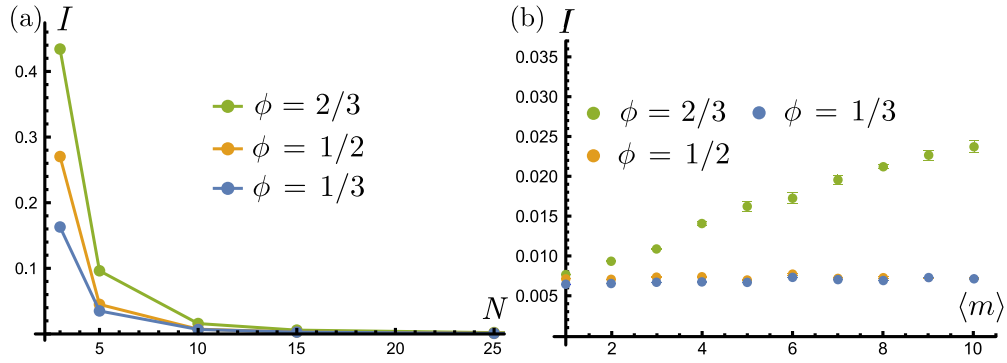 (a) I
0.4
0.3
0.2
0.1
ϕ = 2/3
ϕ = 1/2
ϕ = 1/3
N
5 10 15 20 25
(b) I
0.035
0.030
0.025
0.020
0.015
0.010
0.005
ϕ = 2/3 ϕ = 1/3
ϕ = 1/2
⟨m⟩
2 4 6 8 10